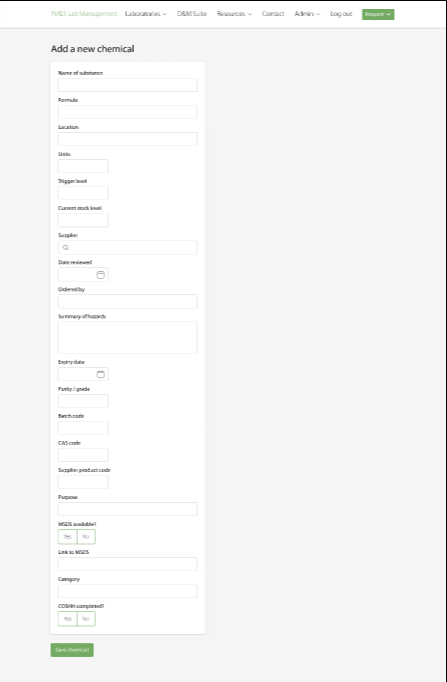 FMES Lab Management Laboratories D&M Suite Resources Contact Admin Log out Request
Add a new chemical
Name of substance
Formula
Location
Units
Trigger level
Current stock level
Supplier
Date reviewed
Ordered by
Summary of hazards
Expiry date
Purity / grade
Batch code
CAS code
Supplier product code
Purpose
MSDS available?
Yes No
Link to MSDS
Category
COSHH completed?
Yes No
Save chemical